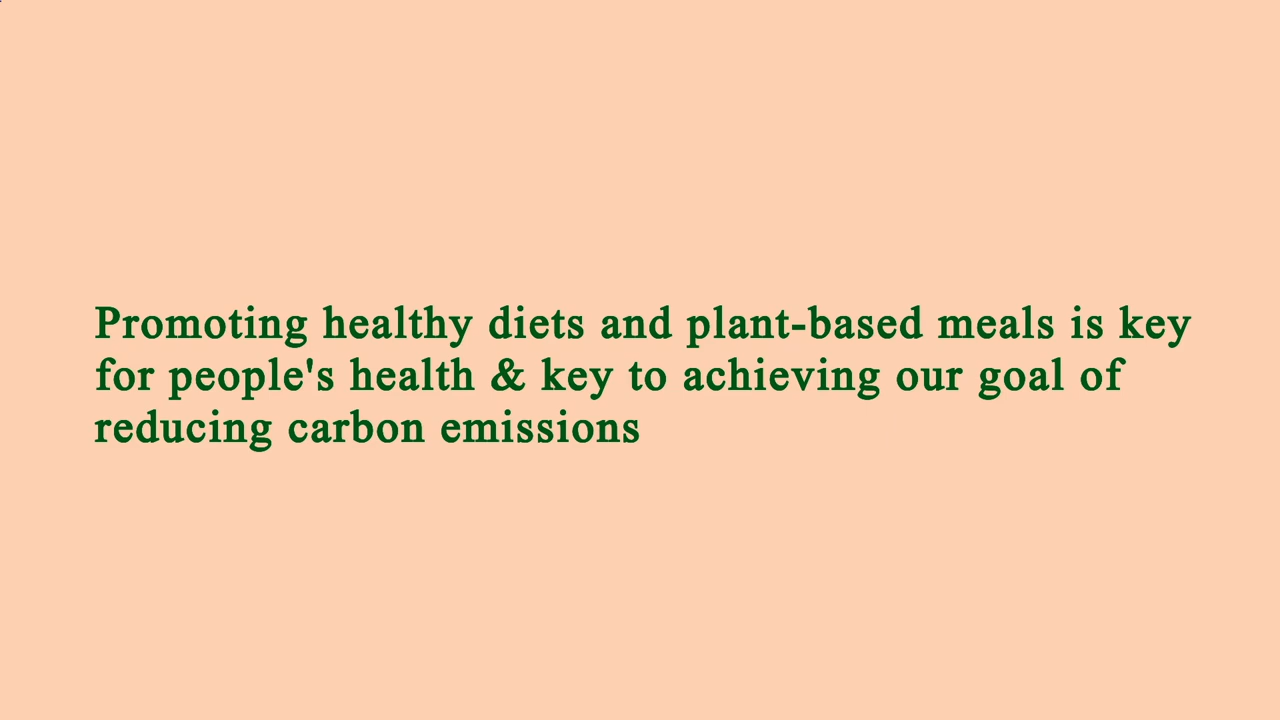 Promoting healthy diets and plant-based meals is key
for people's health & key to achieving our goal of
reducing carbon emissions